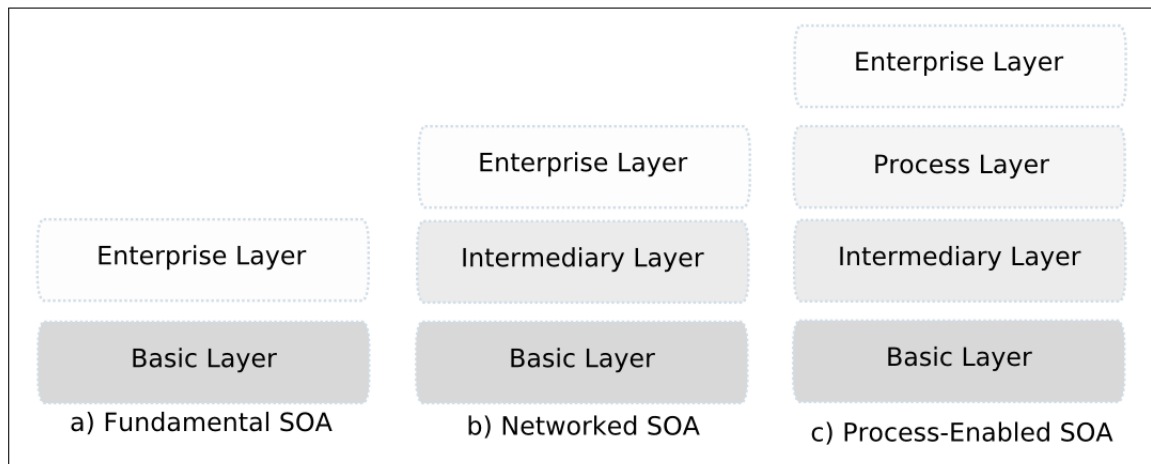 Enterprise Layer
Basic Layer
a) Fundamental SOA
Enterprise Layer
Intermediary Layer
Basic Layer
b) Networked SOA
Enterprise Layer
Process Layer
Intermediary Layer
Basic Layer
c) Process-Enabled SOA